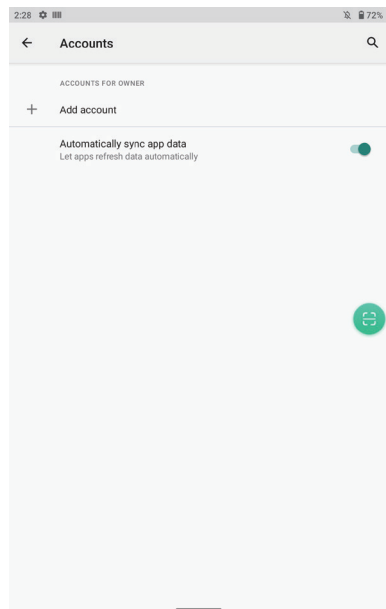 2:28 72%
Accounts
ACCOUNTS FOR OWNER
Add account
Automatically sync app data
Let apps refresh data automatically